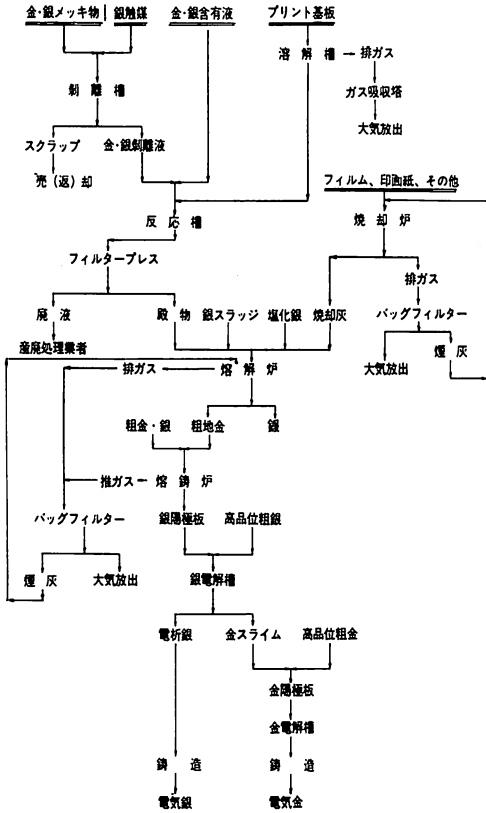 金・銀メッキ物 銀触媒 金・銀含有液 プリント基板
溶解槽 排ガス
剥離槽
ガス吸収塔
大気放出
スクラップ 金・銀剥離液
売(返)却
フィルム、印画紙、その他
反応槽
焼却炉
フィルタープレス
排ガス
廃液 殿物 銀スラッジ 塩化銀 焼却灰 バッグフィルター
産廃処理業者
排ガス 熔解炉
大気放出 煙灰
粗金・銀 粗地金
推ガス 熔鋳炉
バッグフィルター 銀陽極板 高品位粗銀
煙灰 大気放出 銀電解槽
電析銀 金スライム 高品位粗金
金陽極板
金電解槽
鋳造 鋳造
電気銀 電気金